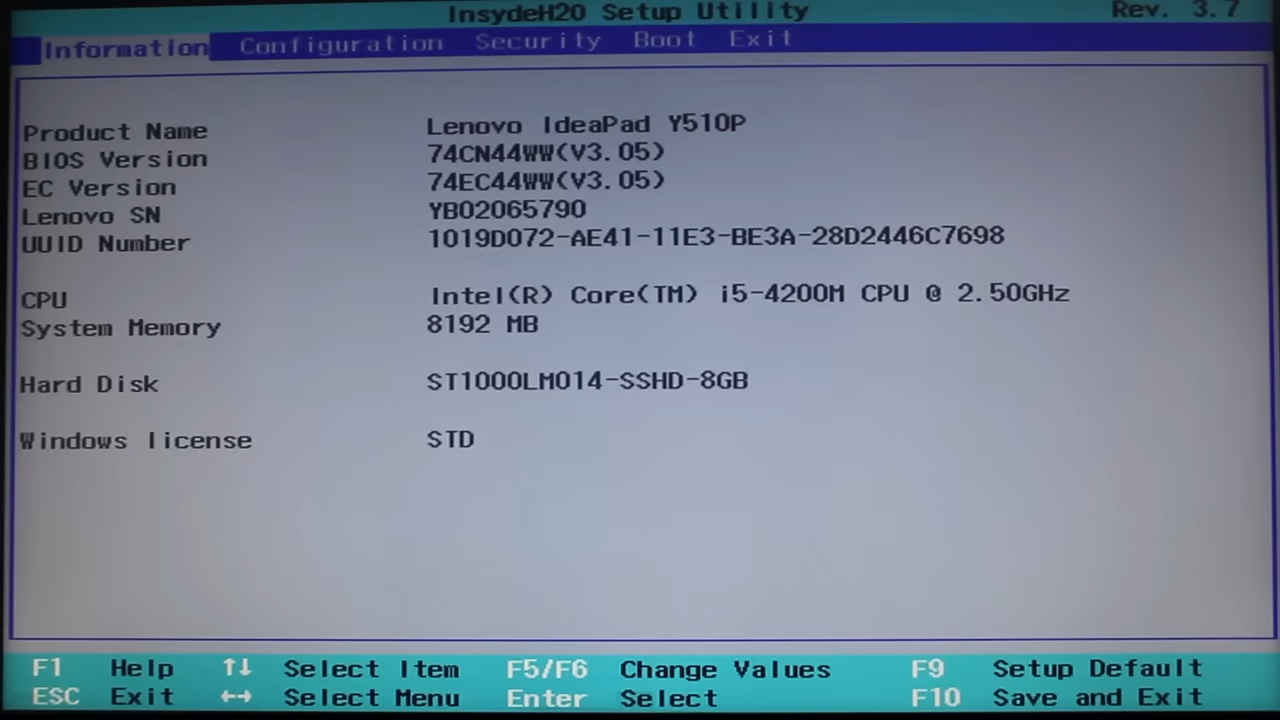 InsydeH20 Setup Utility Rev. 3.7
Information Configuration Security Boot Exit
Product Name Lenovo IdeaPad Y510P
BIOS Version 74CN44WW(V3.05)
EC Version 74EC44WW(V3.05)
Lenovo SN YB02065790
UUID Number 1019D072-AE41-11E3-BE3A-28D2446C7698
CPU Intel(R) Core(TM) i5-4200M CPU @ 2.50GHz
System Memory 8192 MB
Hard Disk ST1000LM014-SSHD-8GB
Windows license STD
F1 Help ↑↓ Select Item F5/F6 Change Values F9 Setup Default
ESC Exit ←→ Select Menu Enter Select F10 Save and Exit